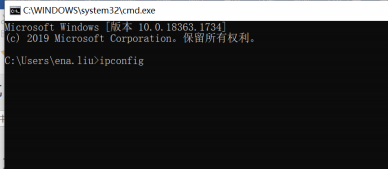 C:\WINDOWS\system32\cmd.exe
Microsoft Windows [版本 10.0.18363.1734]
(c) 2019 Microsoft Corporation。保留所有权利。
C:\Users\ena.liu>ipconfig